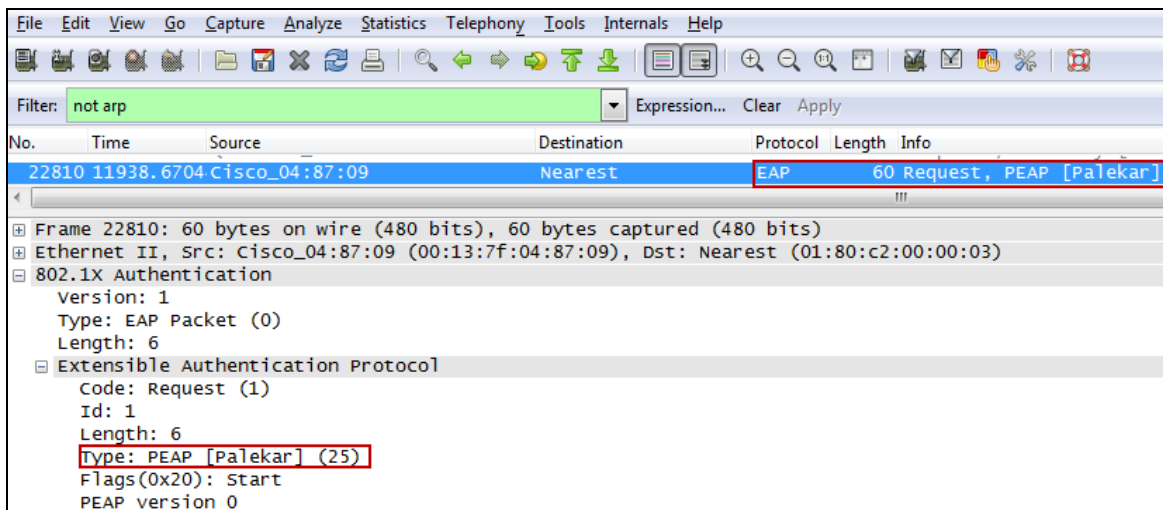 File Edit View Go Capture Analyze Statistics Telephony Tools Internals Help
Filter: not arp Expression... Clear Apply
No. Time Source Destination Protocol Length Info
22810 11938.6704 Cisco_04:87:09 Nearest EAP 60 Request, PEAP [Palekar]
Frame 22810: 60 bytes on wire (480 bits), 60 bytes captured (480 bits)
Ethernet II, Src: Cisco_04:87:09 (00:13:7f:04:87:09), Dst: Nearest (01:80:c2:00:00:03)
802.1X Authentication
Version: 1
Type: EAP Packet (0)
Length: 6
Extensible Authentication Protocol
Code: Request (1)
Id: 1
Length: 6
Type: PEAP [Palekar] (25)
Flags(0x20): Start
PEAP version 0